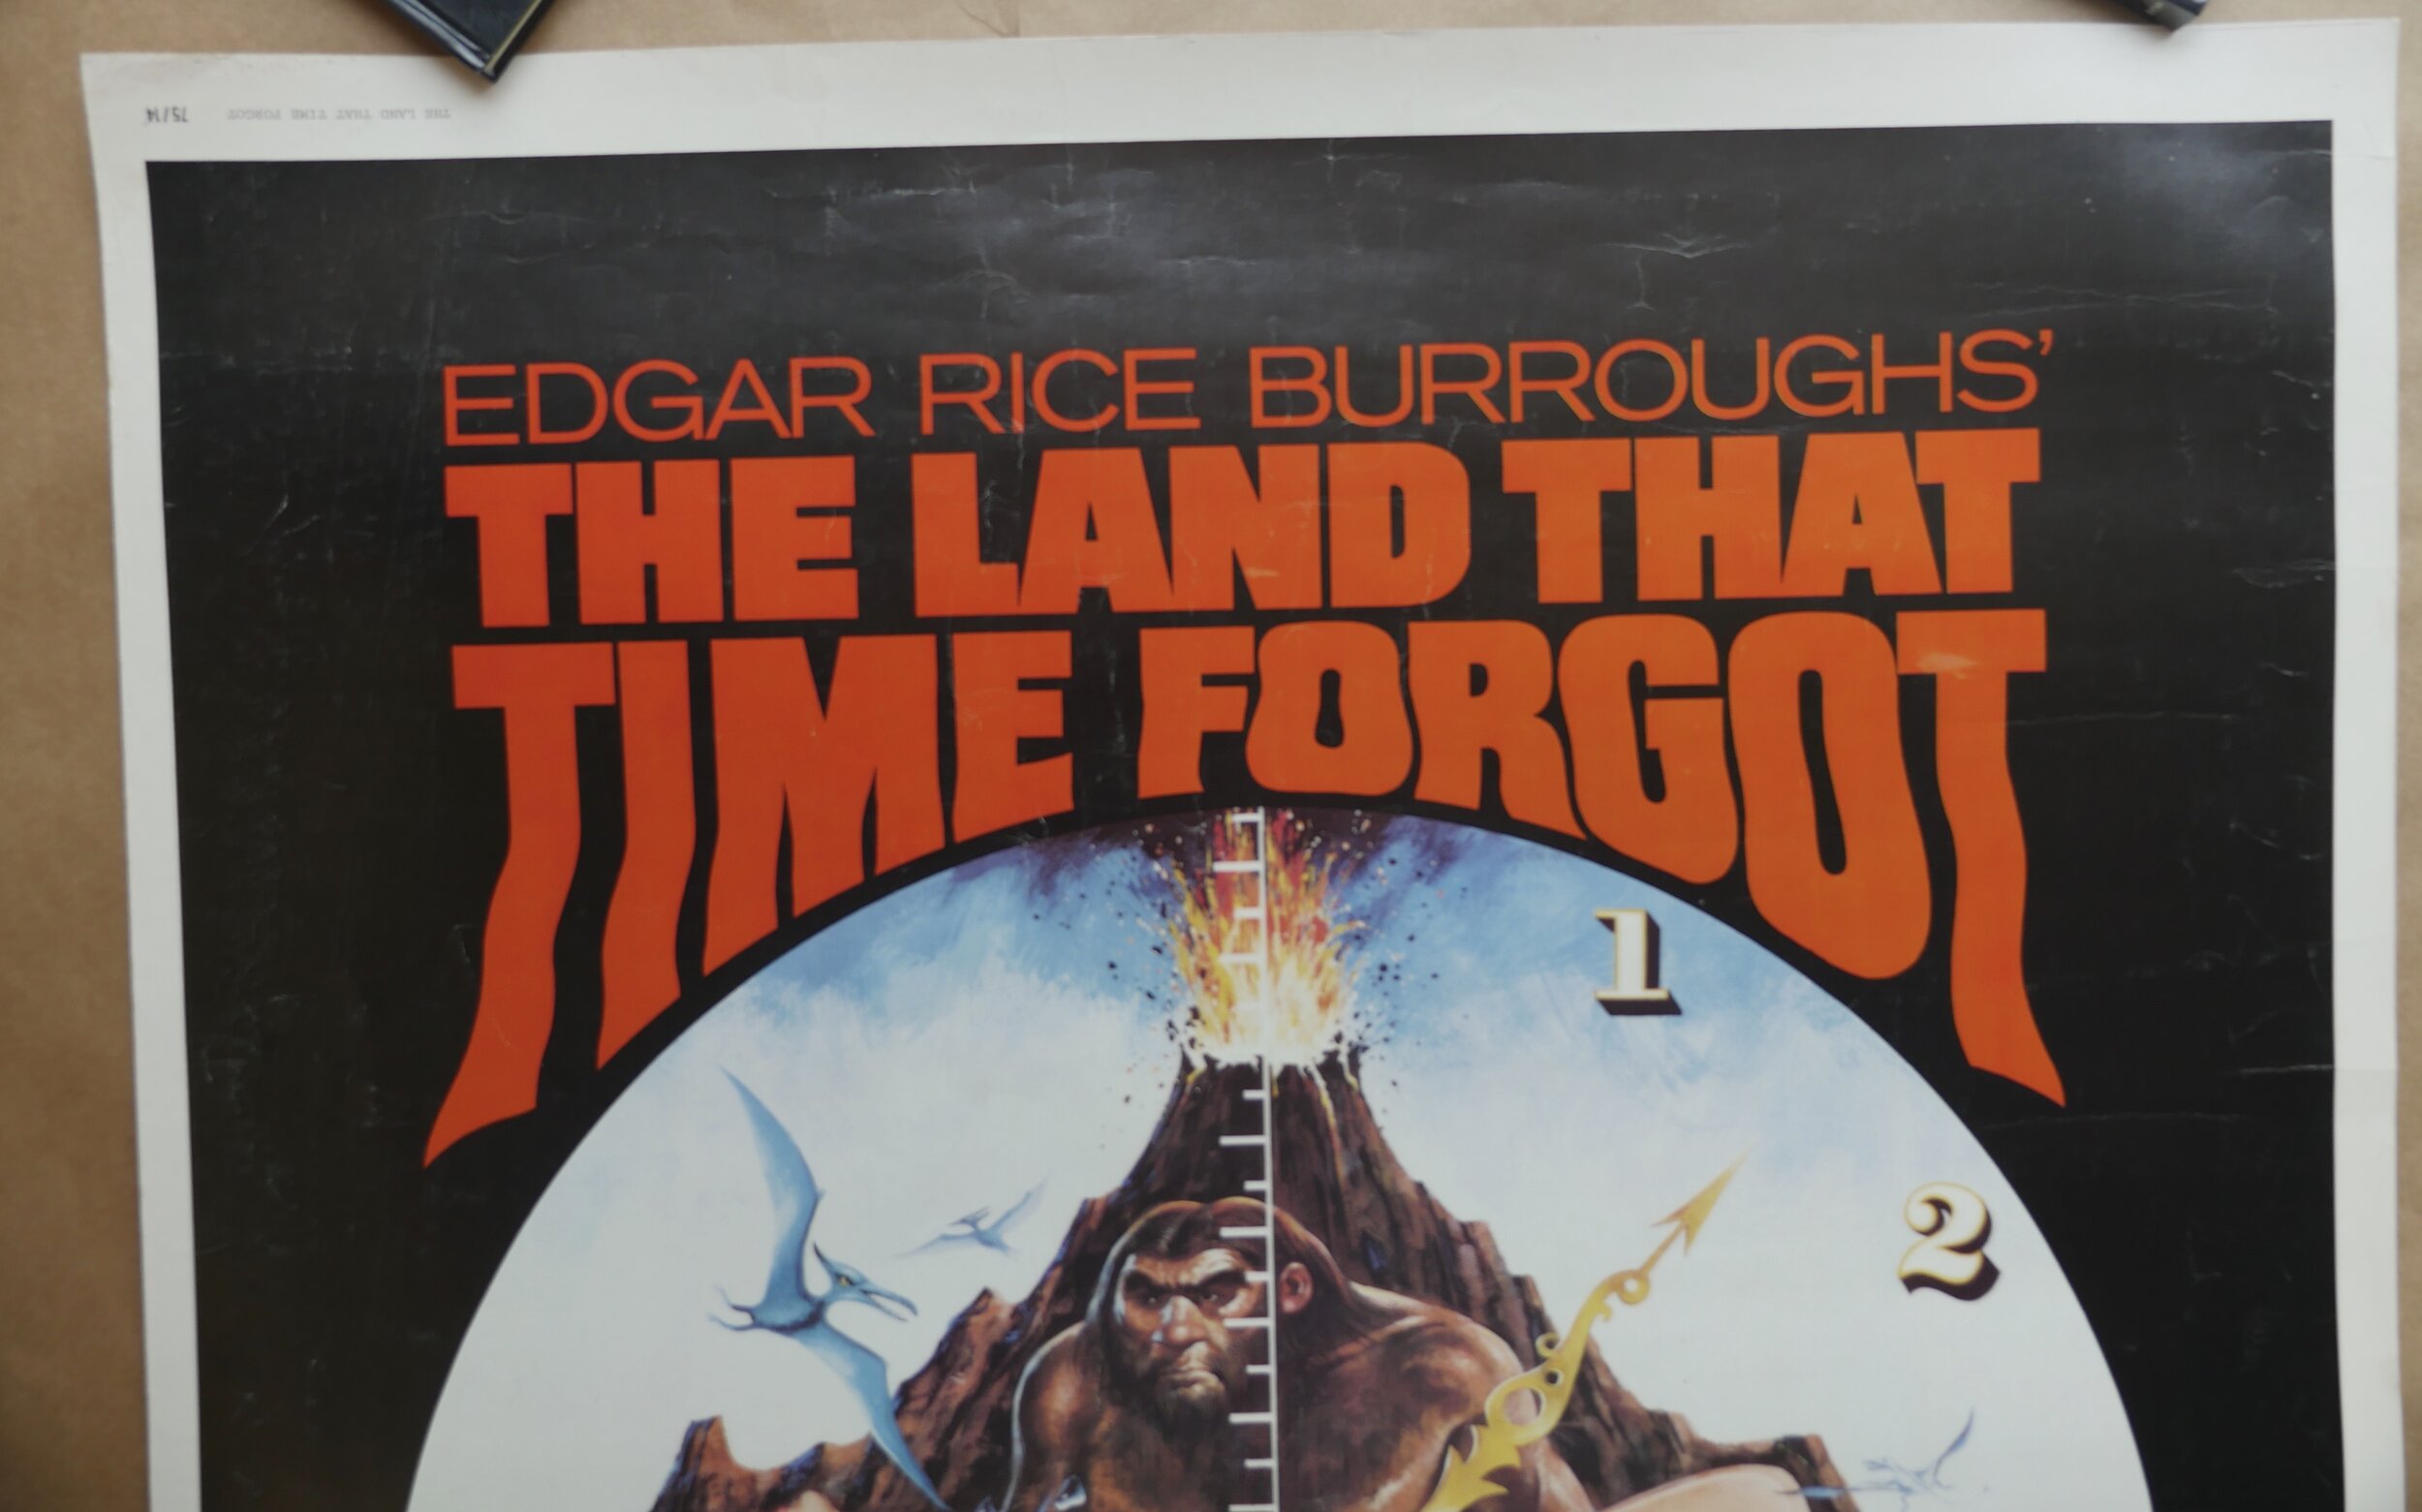 75/14 THE LAND THAT TIME FORGOT
EDGAR RICE BURROUGHS’
THE LAND THAT
TIME FORGOT
1
2